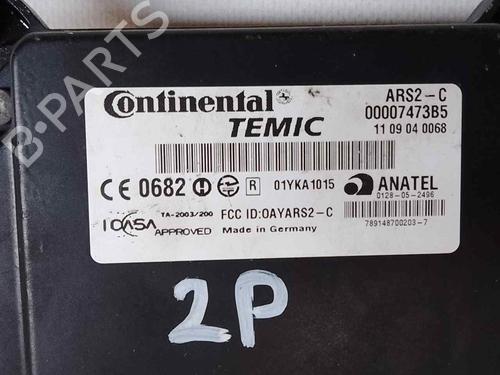 B-PARTS
Continental
TEMIC
ARS2-C
00007473B5
11 09 04 0068
CE 0682 R 01YKA1015
ANATEL
0128-05-2496
789148700203-7
ICASA
TA-2003/200
APPROVED
FCC ID:OAYARS2-C
Made in Germany
2P